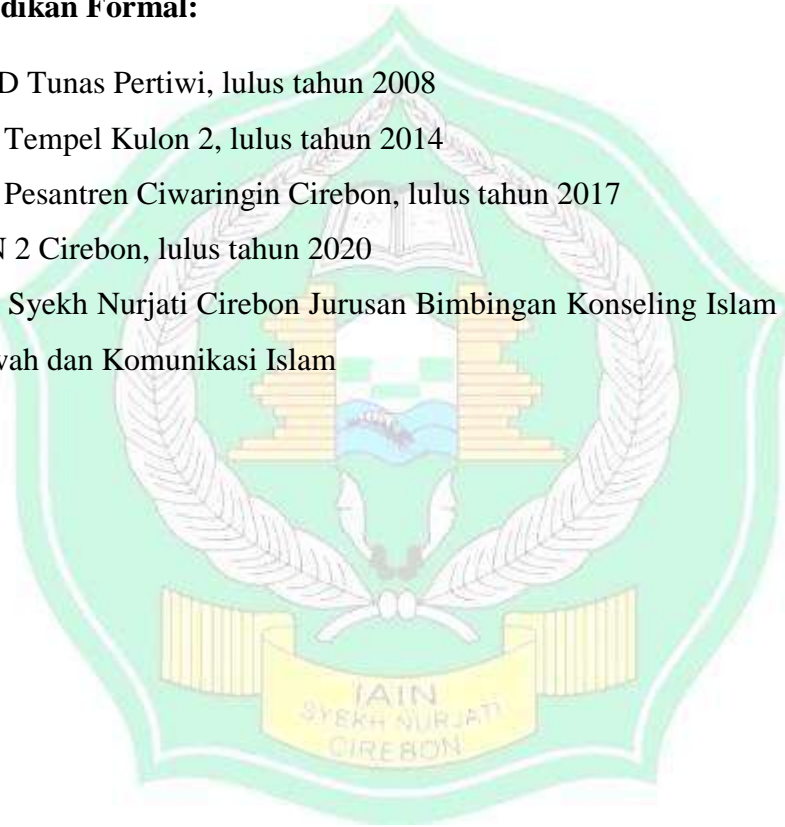 dikan Formal:
D Tunas Pertiwi, lulus tahun 2008
Tempel Kulon 2, lulus tahun 2014
Pesantren Ciwaringin Cirebon, lulus tahun 2017
N 2 Cirebon, lulus tahun 2020
Syekh Nurjati Cirebon Jurusan Bimbingan Konseling Islam
wah dan Komunikasi Islam
IAIN
SYEKH NURJATI
CIREBON